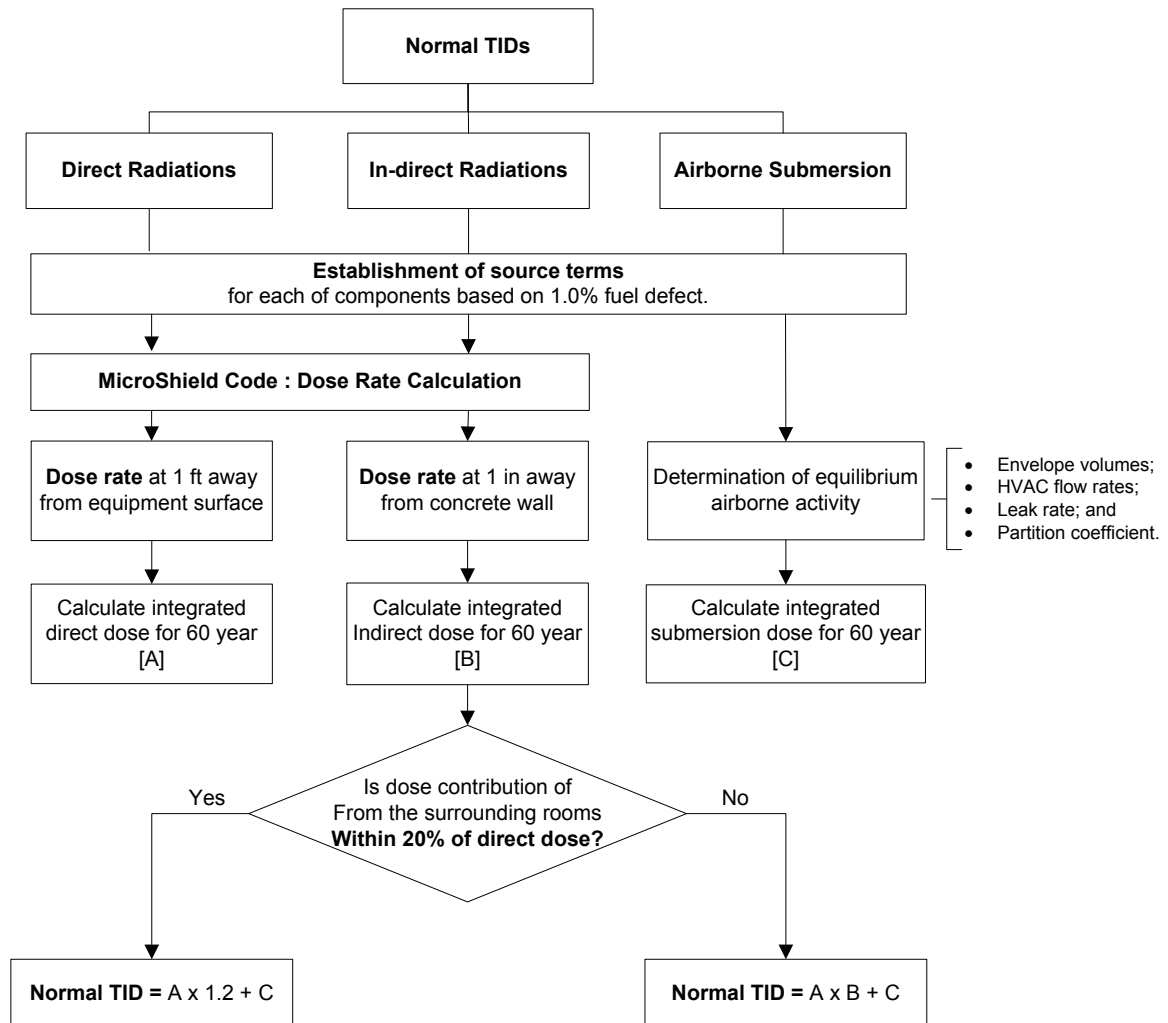 Normal TIDs
Direct Radiations
In-direct Radiations
Airborne Submersion
Establishment of source terms
for each of components based on 1.0% fuel defect.
MicroShield Code : Dose Rate Calculation
Dose rate at 1 ft away
from equipment surface
Dose rate at 1 in away
from concrete wall
Determination of equilibrium
airborne activity
• Envelope volumes;
• HVAC flow rates;
• Leak rate; and
• Partition coefficient.
Calculate integrated
direct dose for 60 year
[A]
Calculate integrated
Indirect dose for 60 year
[B]
Calculate integrated
submersion dose for 60 year
[C]
Is dose contribution of
From the surrounding rooms
Within 20% of direct dose?
Yes
No
Normal TID = A x 1.2 + C
Normal TID = A x B + C